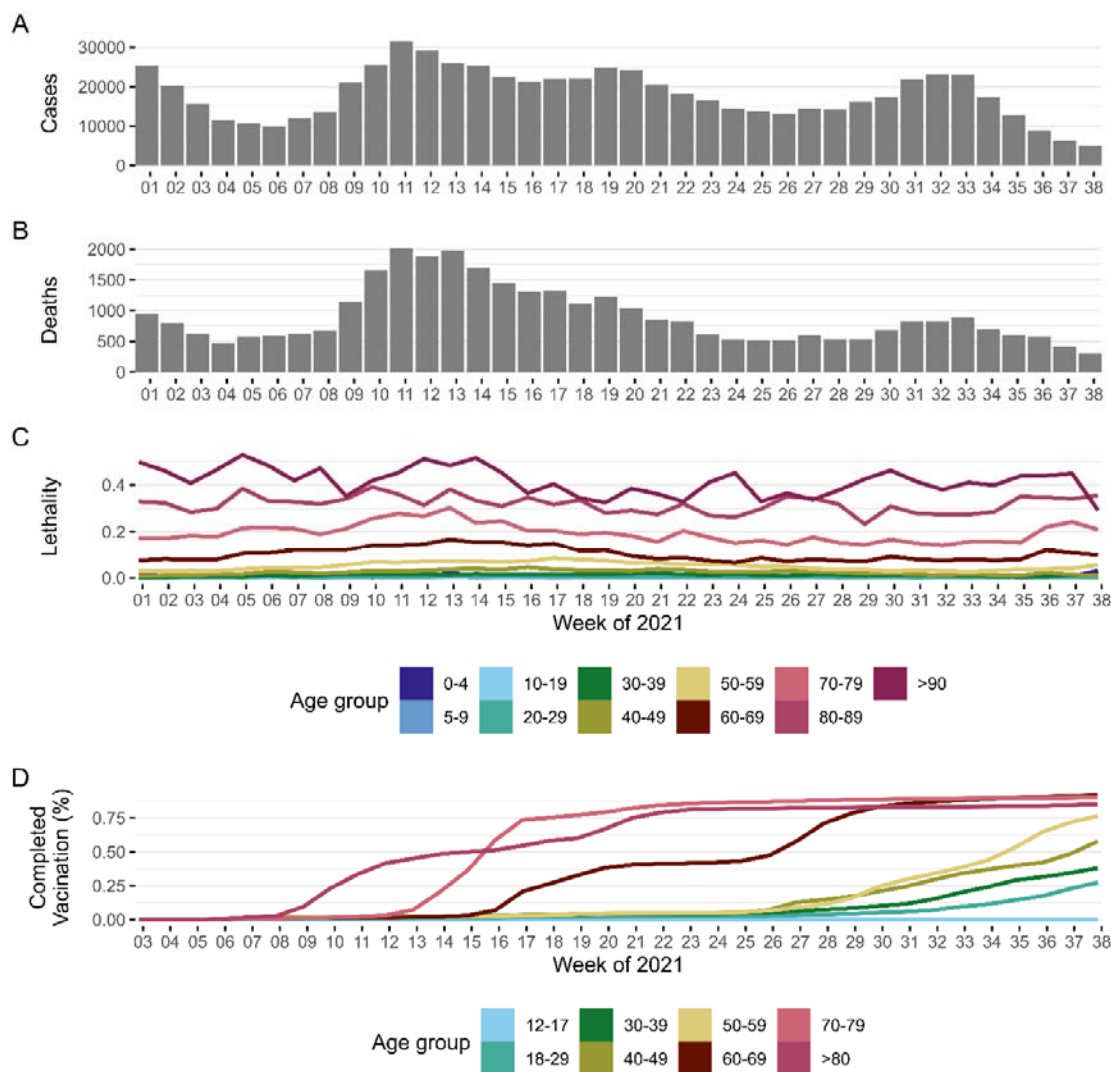 A
Cases
30000
20000
10000
0
01 02 03 04 05 06 07 08 09 10 11 12 13 14 15 16 17 18 19 20 21 22 23 24 25 26 27 28 29 30 31 32 33 34 35 36 37 38
B
Deaths
2000
1500
1000
500
0
01 02 03 04 05 06 07 08 09 10 11 12 13 14 15 16 17 18 19 20 21 22 23 24 25 26 27 28 29 30 31 32 33 34 35 36 37 38
C
Lethality
0.4
0.2
0.0
01 02 03 04 05 06 07 08 09 10 11 12 13 14 15 16 17 18 19 20 21 22 23 24 25 26 27 28 29 30 31 32 33 34 35 36 37 38
Week of 2021
Age group
0-4 10-19 30-39 50-59 70-79 >90
5-9 20-29 40-49 60-69 80-89
D
Completed
Vacination (%)
0.75
0.50
0.25
0.00
03 04 05 06 07 08 09 10 11 12 13 14 15 16 17 18 19 20 21 22 23 24 25 26 27 28 29 30 31 32 33 34 35 36 37 38
Week of 2021
Age group
12-17 30-39 50-59 70-79
18-29 40-49 60-69 >80